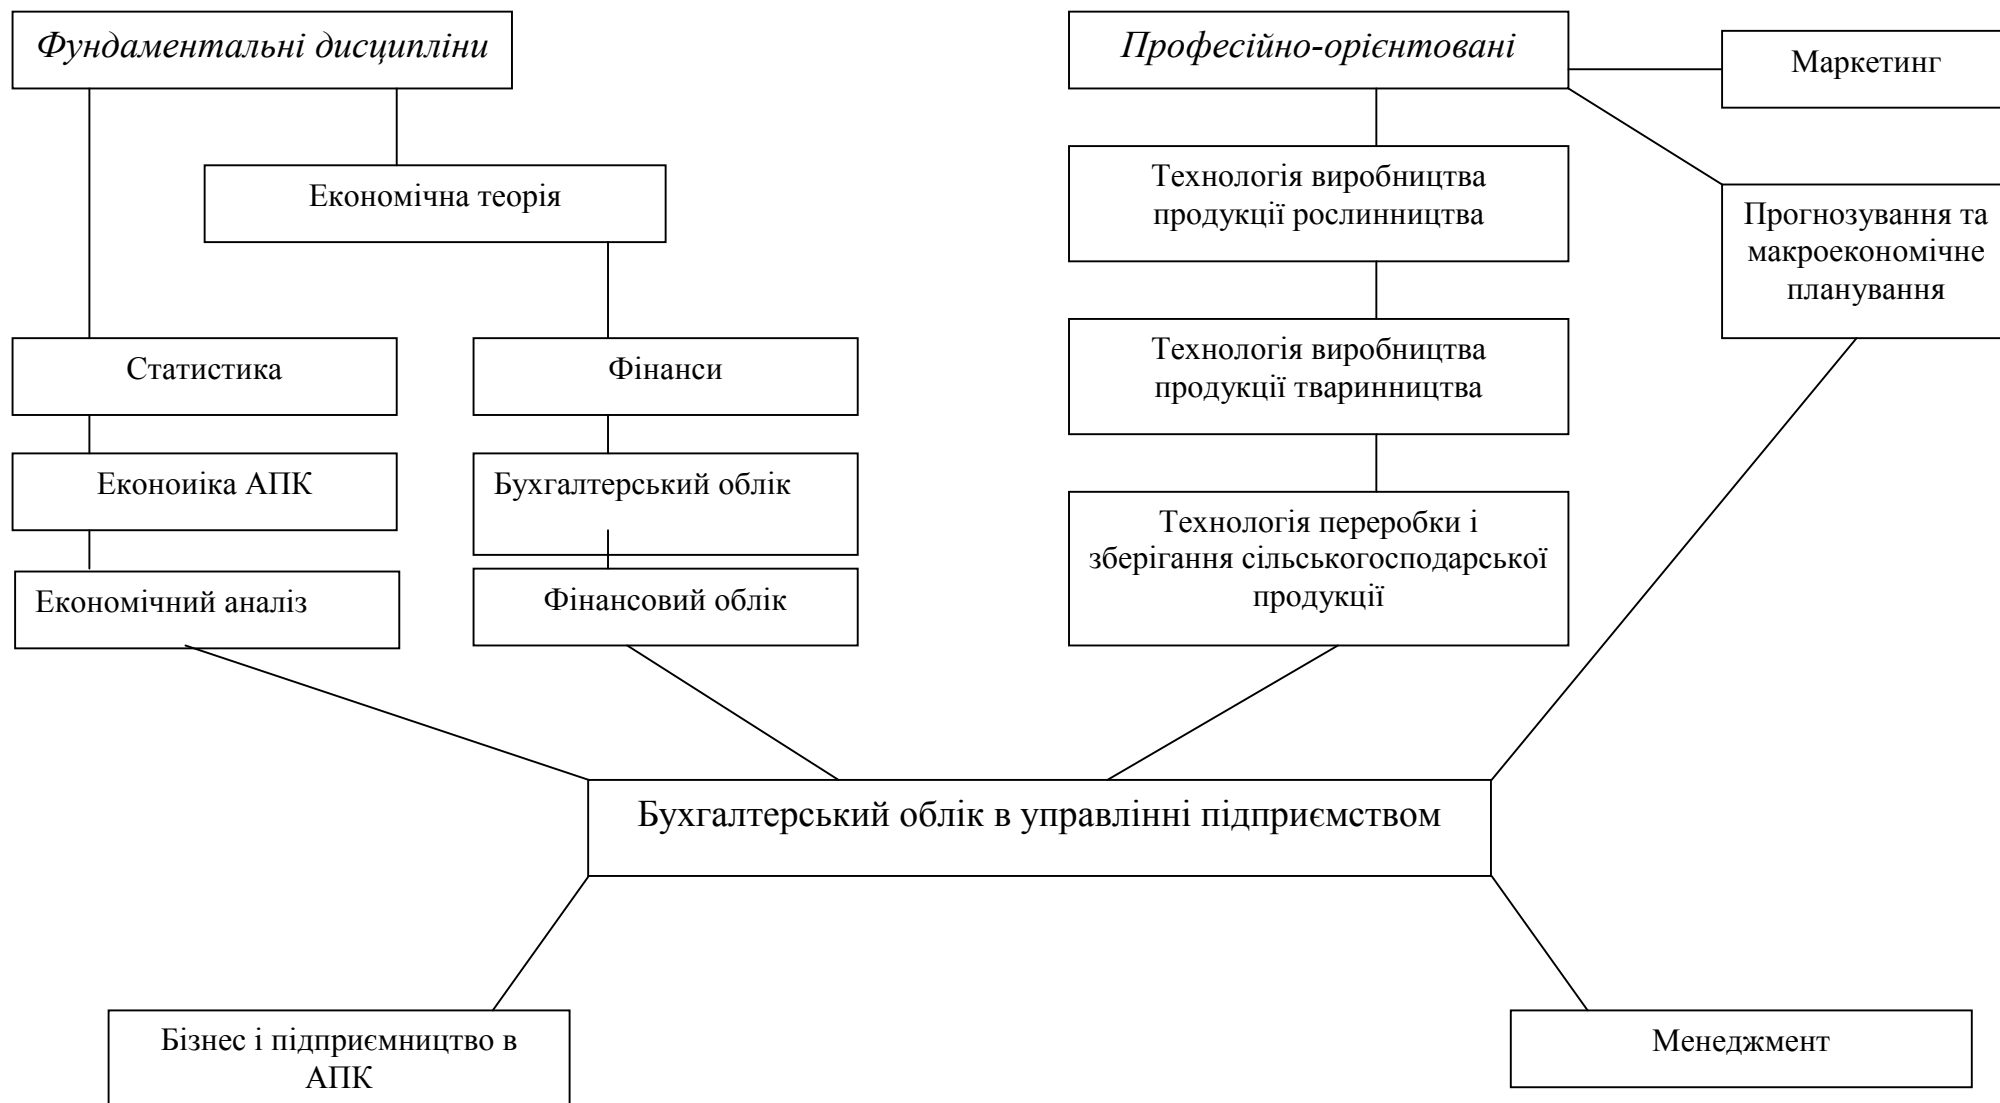 Фундаментальні дисципліни
Професійно-орієнтовані
Маркетинг
Економічна теорія
Технологія виробництва
продукції рослинництва
Прогнозування та
макроекономічне
планування
Статистика
Фінанси
Технологія виробництва
продукції тваринництва
Економіка АПК
Бухгалтерський облік
Технологія переробки і
зберігання сільськогосподарської
продукції
Економічний аналіз
Фінансовий облік
Бухгалтерський облік в управлінні підприємством
Бізнес і підприємництво в
АПК
Менеджмент